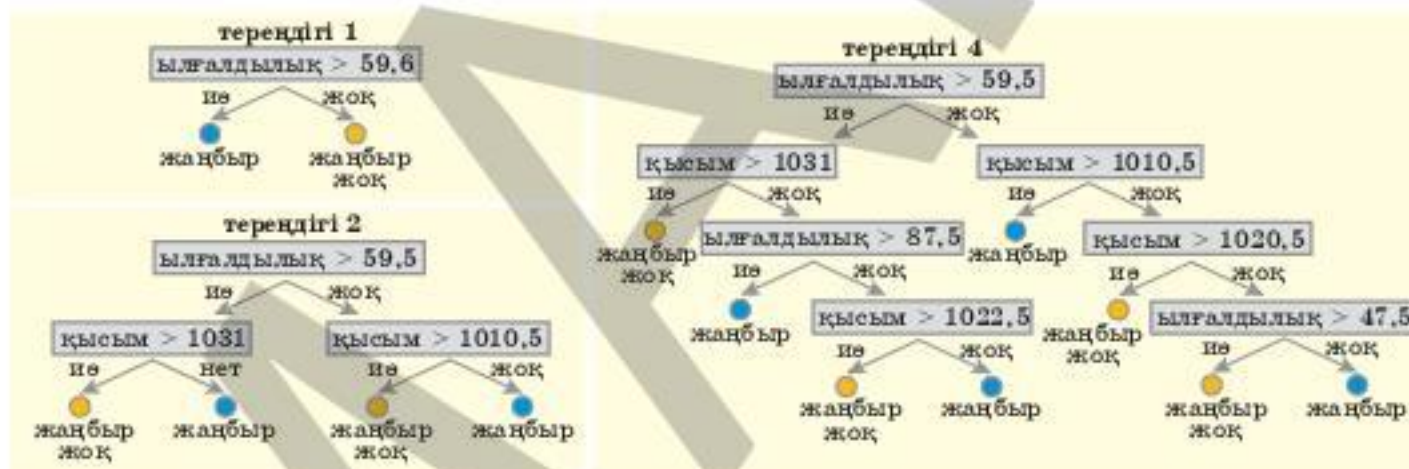 тереңдігі 1
ылғалдылық > 59,6
иә жоқ
жаңбыр жаңбыр
жоқ
тереңдігі 2
ылғалдылық > 59,5
иә жоқ
қысым > 1031 қысым > 1010,5
иә нет иә жоқ
жаңбыр жаңбыр жаңбыр жаңбыр
жоқ жоқ
тереңдігі 4
ылғалдылық > 59,5
иә жоқ
қысым > 1031 қысым > 1010,5
иә жоқ иә жоқ
жаңбыр ылғалдылық > 87,5 жаңбыр қысым > 1020,5
жоқ иә жоқ иә жоқ
жаңбыр қысым > 1022,5 жаңбыр ылғалдылық > 47,5
жоқ
иә жоқ иә жоқ
жаңбыр жаңбыр жаңбыр жаңбыр
жоқ жоқ